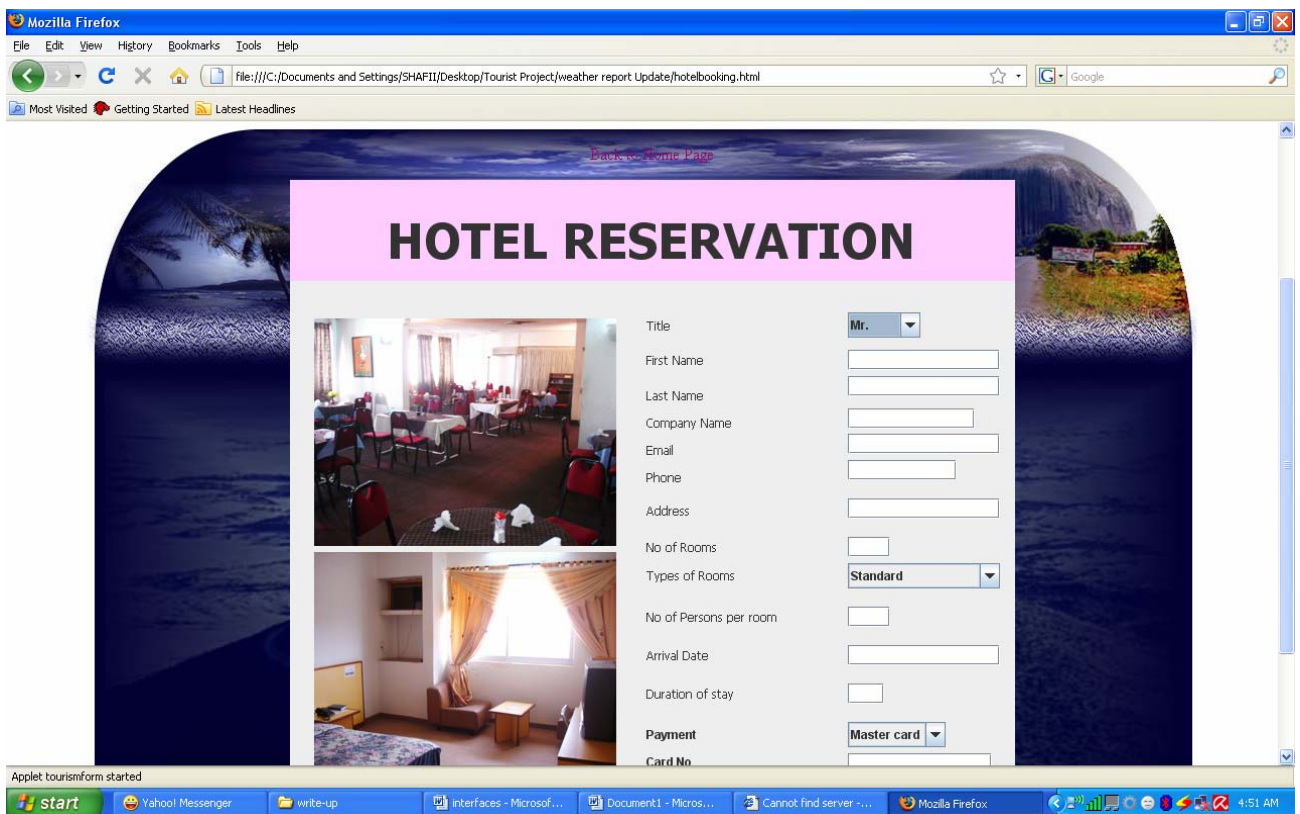 Mozilla Firefox
File Edit View History Bookmarks Tools Help
file:///C:/Documents and Settings/SHAFII/Desktop/Tourist Project/weather report Update/hotelbooking.html
G Google
Most Visited Getting Started Latest Headlines
Back to Home Page
HOTEL RESERVATION
Title Mr.
First Name
Last Name
Company Name
Email
Phone
Address
No of Rooms
Types of Rooms Standard
No of Persons per room
Arrival Date
Duration of stay
Payment Master card
Card No
Applet tourismform started
start Yahoo! Messenger write-up interfaces - Microsof... Document1 - Micros... Cannot find server -... Mozilla Firefox 4:51 AM